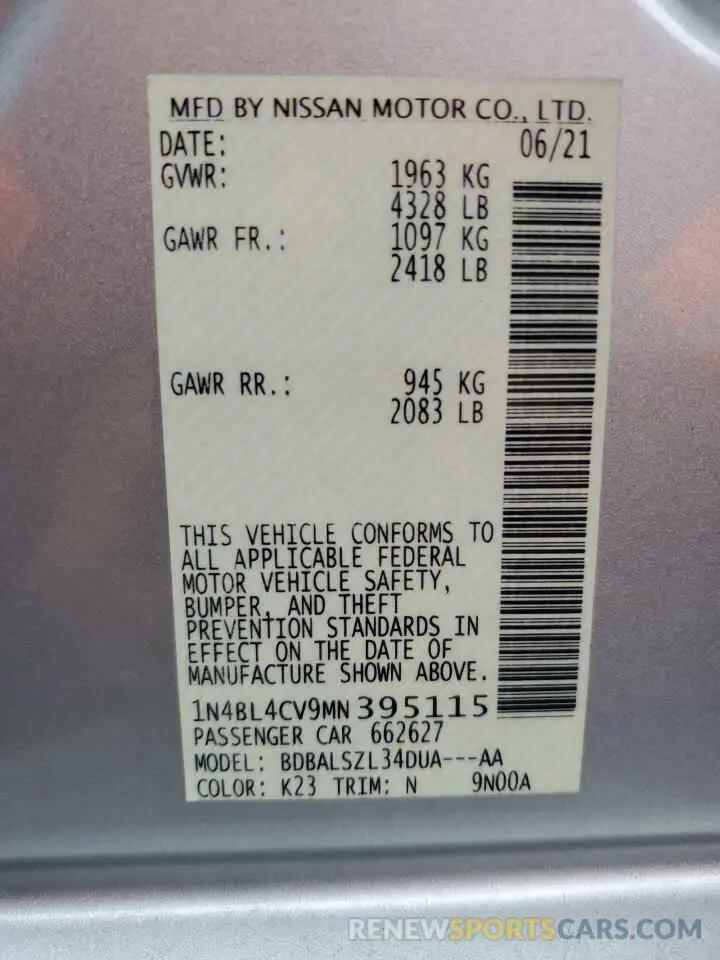 MFD BY NISSAN MOTOR CO., LTD.
DATE: 06/21
GVWR: 1963 KG
4328 LB
GAWR FR.: 1097 KG
2418 LB
GAWR RR.: 945 KG
2083 LB
THIS VEHICLE CONFORMS TO
ALL APPLICABLE FEDERAL
MOTOR VEHICLE SAFETY,
BUMPER, AND THEFT
PREVENTION STANDARDS IN
EFFECT ON THE DATE OF
MANUFACTURE SHOWN ABOVE.
1N4BL4CV9MN395115
PASSENGER CAR 662627
MODEL: BDBALSZL34DUA---AA
COLOR: K23 TRIM: N 9N00A
RENEWSPORTSCARS.COM